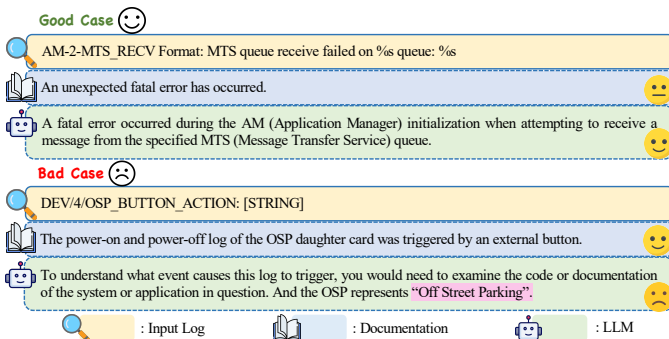 Good Case
AM-2-MTS_RECV Format: MTS queue receive failed on %s queue: %s
An unexpected fatal error has occurred.
A fatal error occurred during the AM (Application Manager) initialization when attempting to receive a
message from the specified MTS (Message Transfer Service) queue.
Bad Case
DEV/4/OSP_BUTTON_ACTION: [STRING]
The power-on and power-off log of the OSP daughter card was triggered by an external button.
To understand what event causes this log to trigger, you would need to examine the code or documentation
of the system or application in question. And the OSP represents “Off Street Parking”.
: Input Log : Documentation : LLM